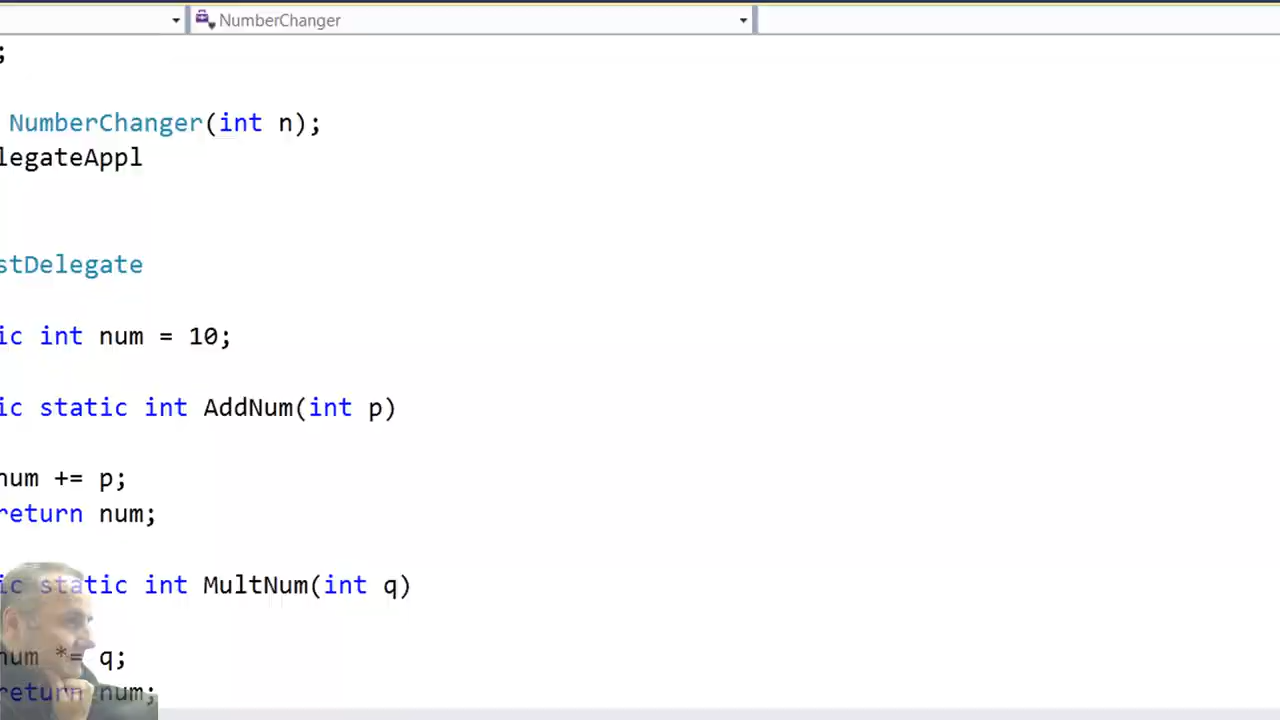 NumberChanger
;
NumberChanger(int n);
legateAppl
stDelegate
ic int num = 10;
ic static int AddNum(int p)
num += p;
return num;
ic static int MultNum(int q)
num *= q;
return num;